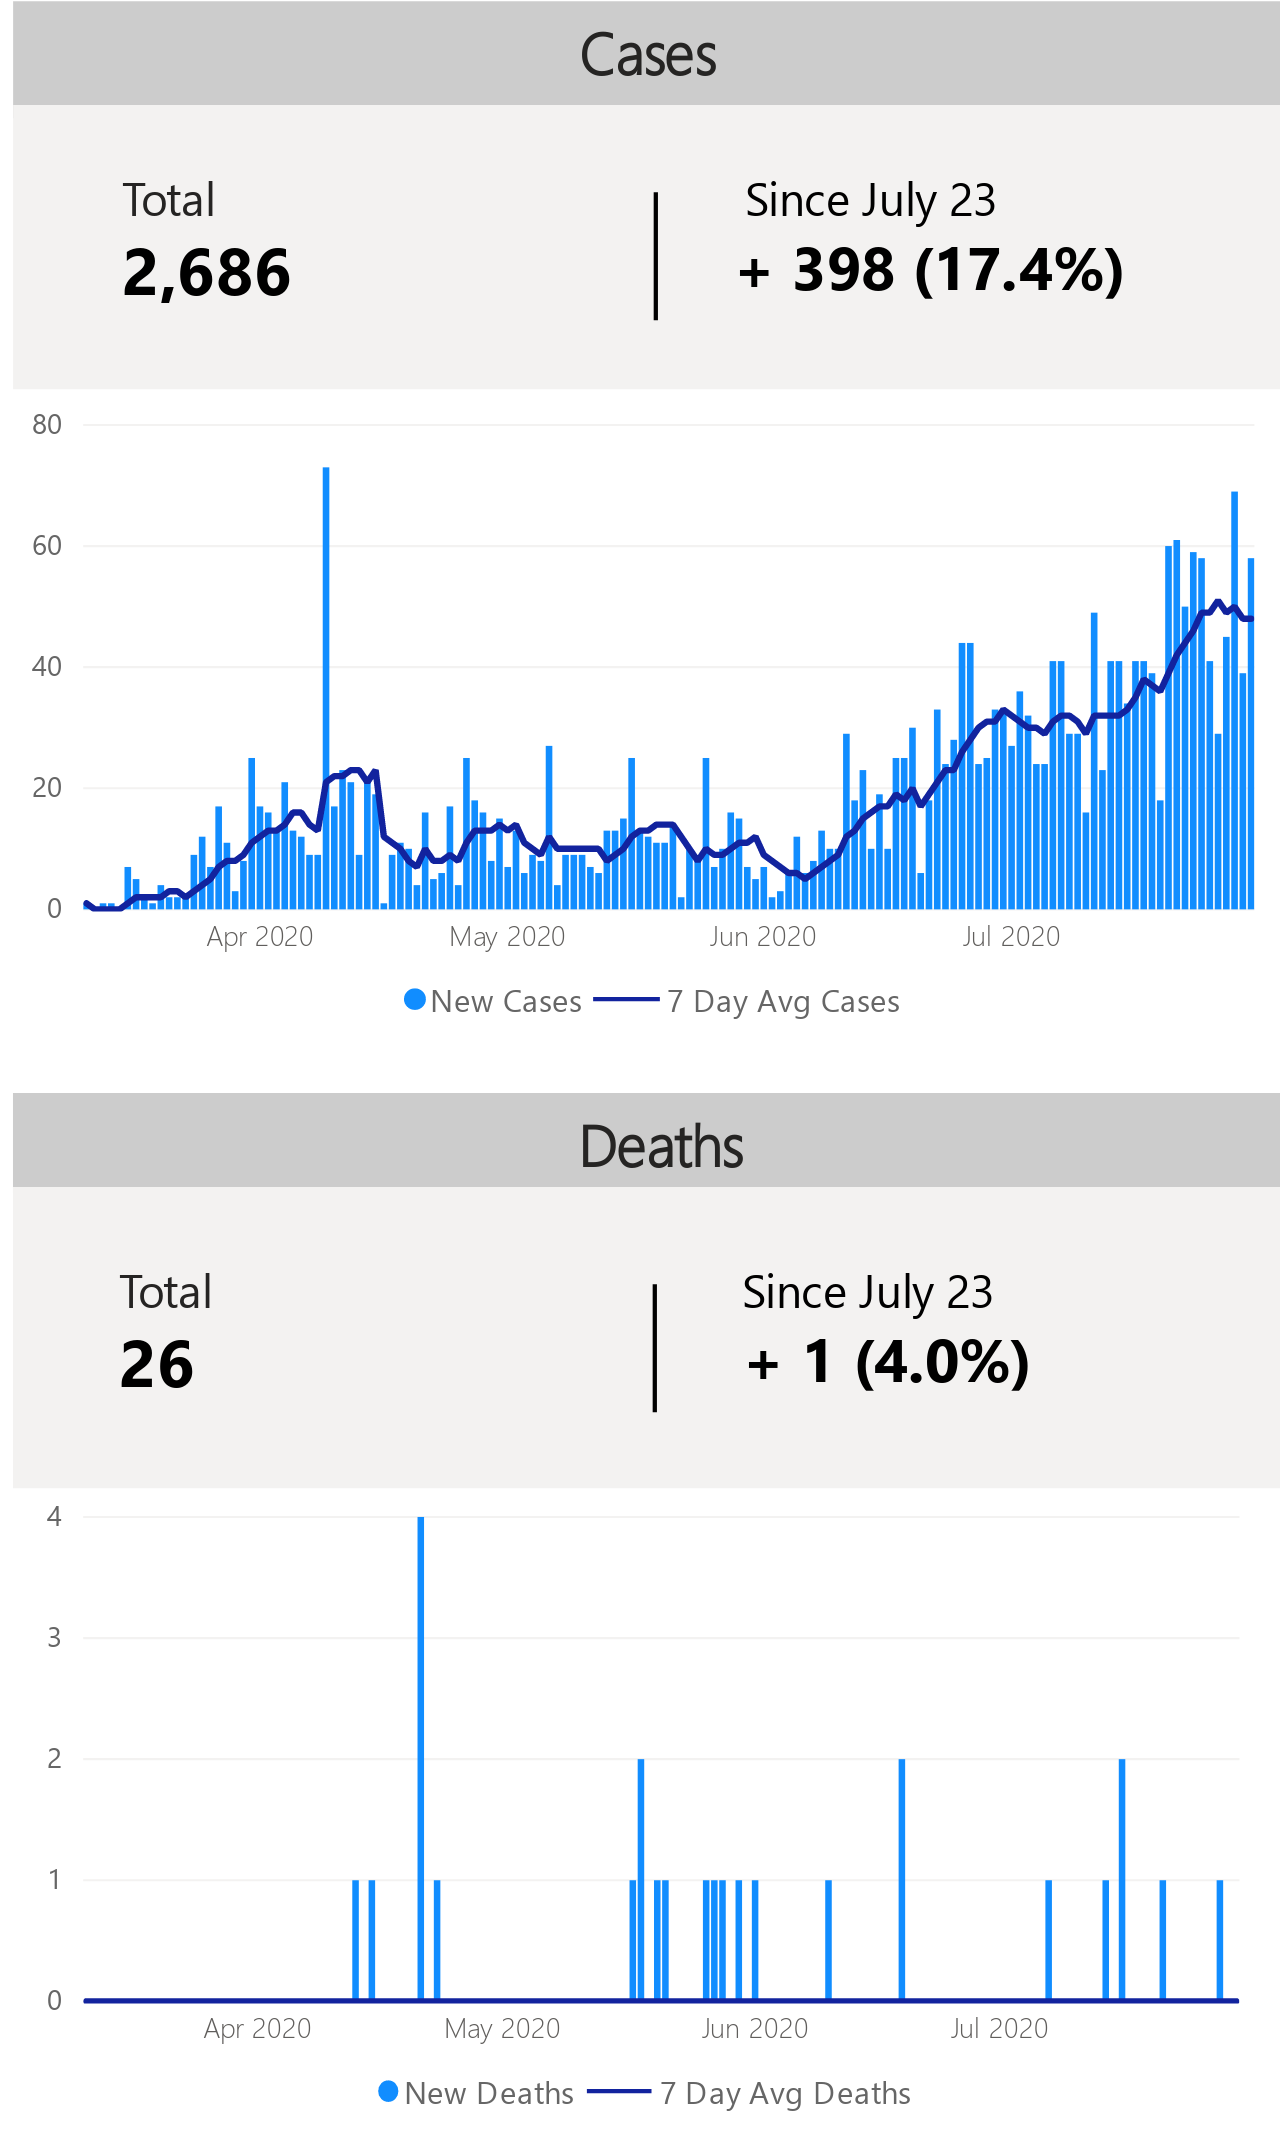 Cases
Total
Since July 23
2,686
+ 398 (17.4%)
80
60
40
20
0
Apr 2020
May 2020
Jun 2020
Jul 2020
New Cases
7 Day Avg Cases
Deaths
Total
Since July 23
26
+ 1 (4.0%)
4
3
2
1
0
Apr 2020
May 2020
Jun 2020
Jul 2020
New Deaths
7 Day Avg Deaths